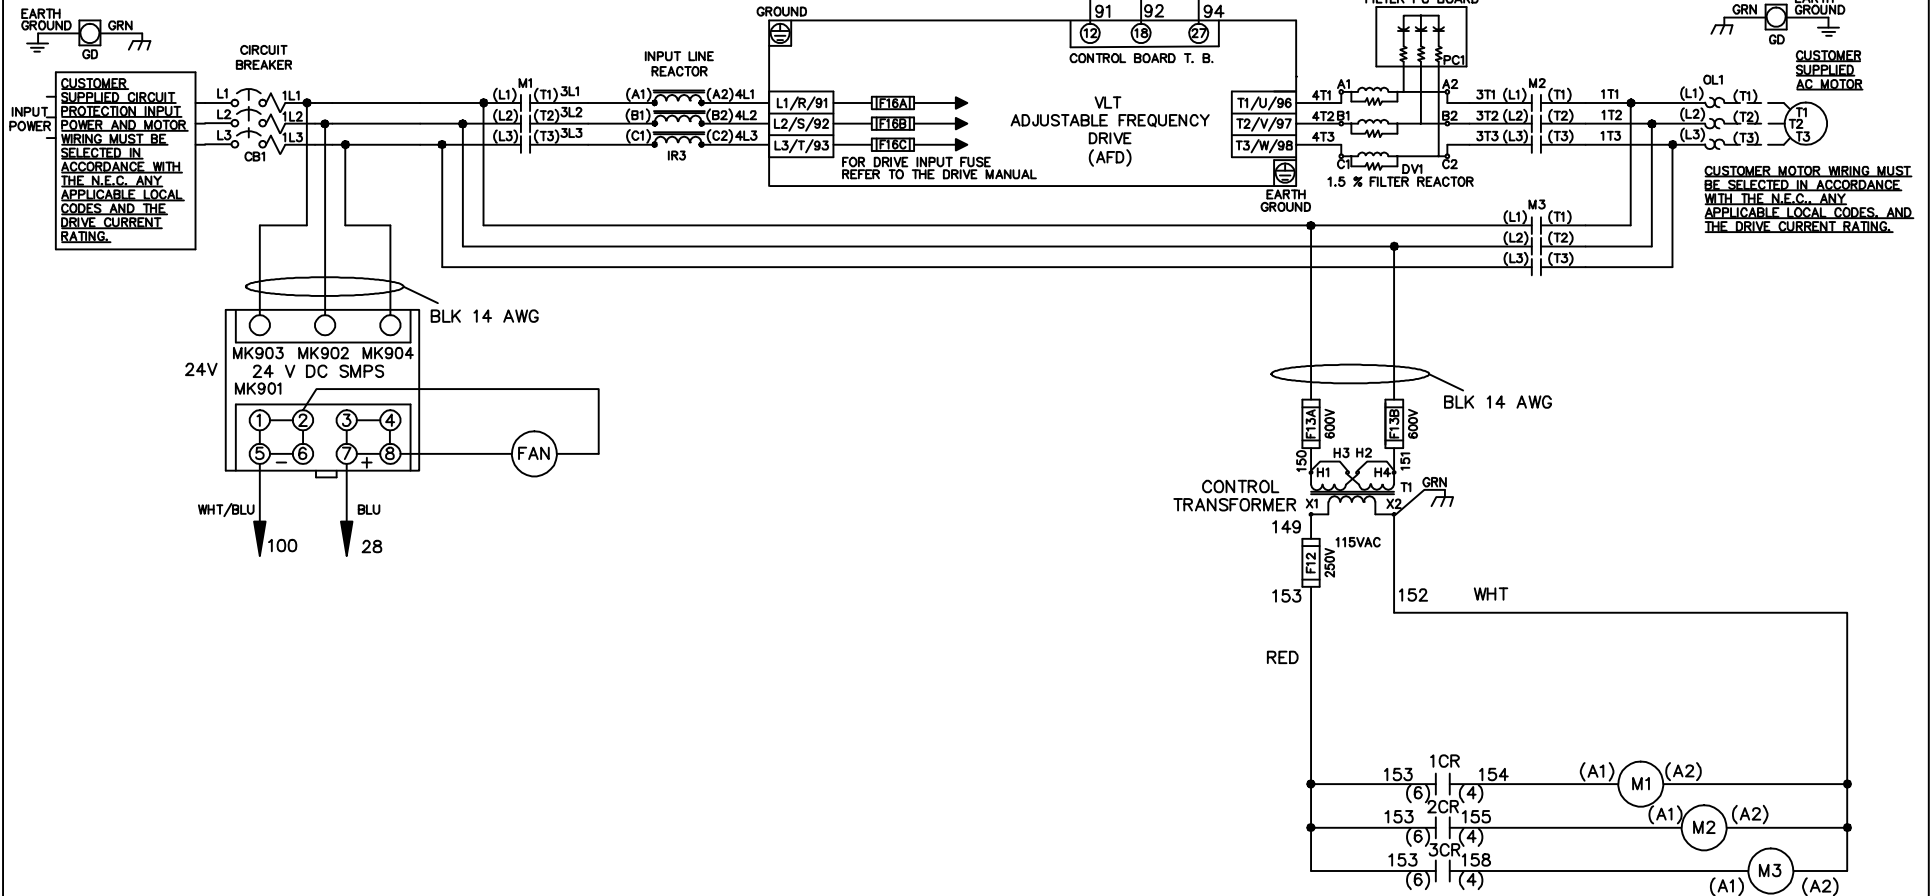 EARTH
GROUND
GRN
GD
GROUND
91
92
94
12
18
27
CONTROL BOARD T. B.
PC1
GRN
GROUND
GD
CUSTOMER
SUPPLIED
AC MOTOR
INPUT
POWER
CUSTOMER
SUPPLIED CIRCUIT
PROTECTION INPUT
POWER AND MOTOR
WIRING MUST BE
SELECTED IN
ACCORDANCE WITH
THE N.E.C. ANY
APPLICABLE LOCAL
CODES AND THE
DRIVE CURRENT
RATING.
CIRCUIT
BREAKER
L1
L2
L3
1L1
1L2
1L3
CB1
M1
(L1) (T1) 3L1
(L2) (T2) 3L2
(L3) (T3) 3L3
INPUT LINE
REACTOR
(A1) (A2) 4L1
(B1) (B2) 4L2
(C1) (C2) 4L3
IR3
L1/R/91
L2/S/92
L3/T/93
F16A
F16B
F16C
FOR DRIVE INPUT FUSE
REFER TO THE DRIVE MANUAL
VLT
ADJUSTABLE FREQUENCY
DRIVE
(AFD)
T1/U/96
T2/V/97
T3/W/98
EARTH
GROUND
4T1 A1 A2
4T2 B1 B2
4T3
C1 C2
DV1
1.5 % FILTER REACTOR
M2
3T1 (L1) (T1) 1T1
3T2 (L2) (T2) 1T2
3T3 (L3) (T3) 1T3
OL1
(L1) (T1)
(L2) (T2)
(L3) (T3)
T1
T2
T3
CUSTOMER MOTOR WIRING MUST
BE SELECTED IN ACCORDANCE
WITH THE N.E.C., ANY
APPLICABLE LOCAL CODES, AND
THE DRIVE CURRENT RATING.
M3
(L1) (T1)
(L2) (T2)
(L3) (T3)
BLK 14 AWG
MK903 MK902 MK904
24V
24 V DC SMPS
MK901
1 2 3 4
5 - 6 7 + 8
FAN
WHT/BLU
BLU
100
28
BLK 14 AWG
F13A
600V
F13B
600V
150
151
H3 H2
H1 H4
T1
GRN
CONTROL
TRANSFORMER
X1 X2
149
115VAC
F12
250V
153
152
WHT
RED
1CR
153 154
(6) (4)
(A1) M1 (A2)
2CR
153 155
(6) (4)
(A1) M2 (A2)
3CR
153 158
(6) (4)
M3
(A1) (A2)